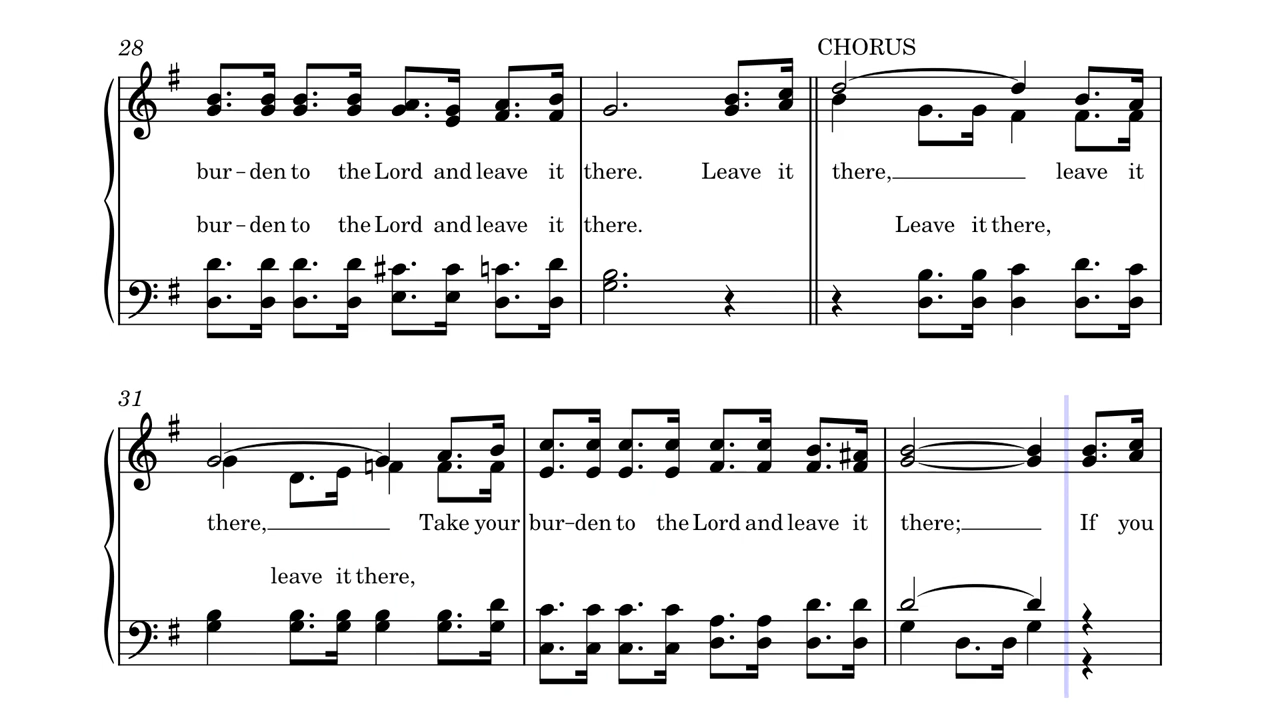 28
CHORUS
bur-den to the Lord and leave it there. Leave it there, leave it
bur-den to the Lord and leave it there. Leave it there,
31
there, Take your bur-den to the Lord and leave it there; If you
leave it there,